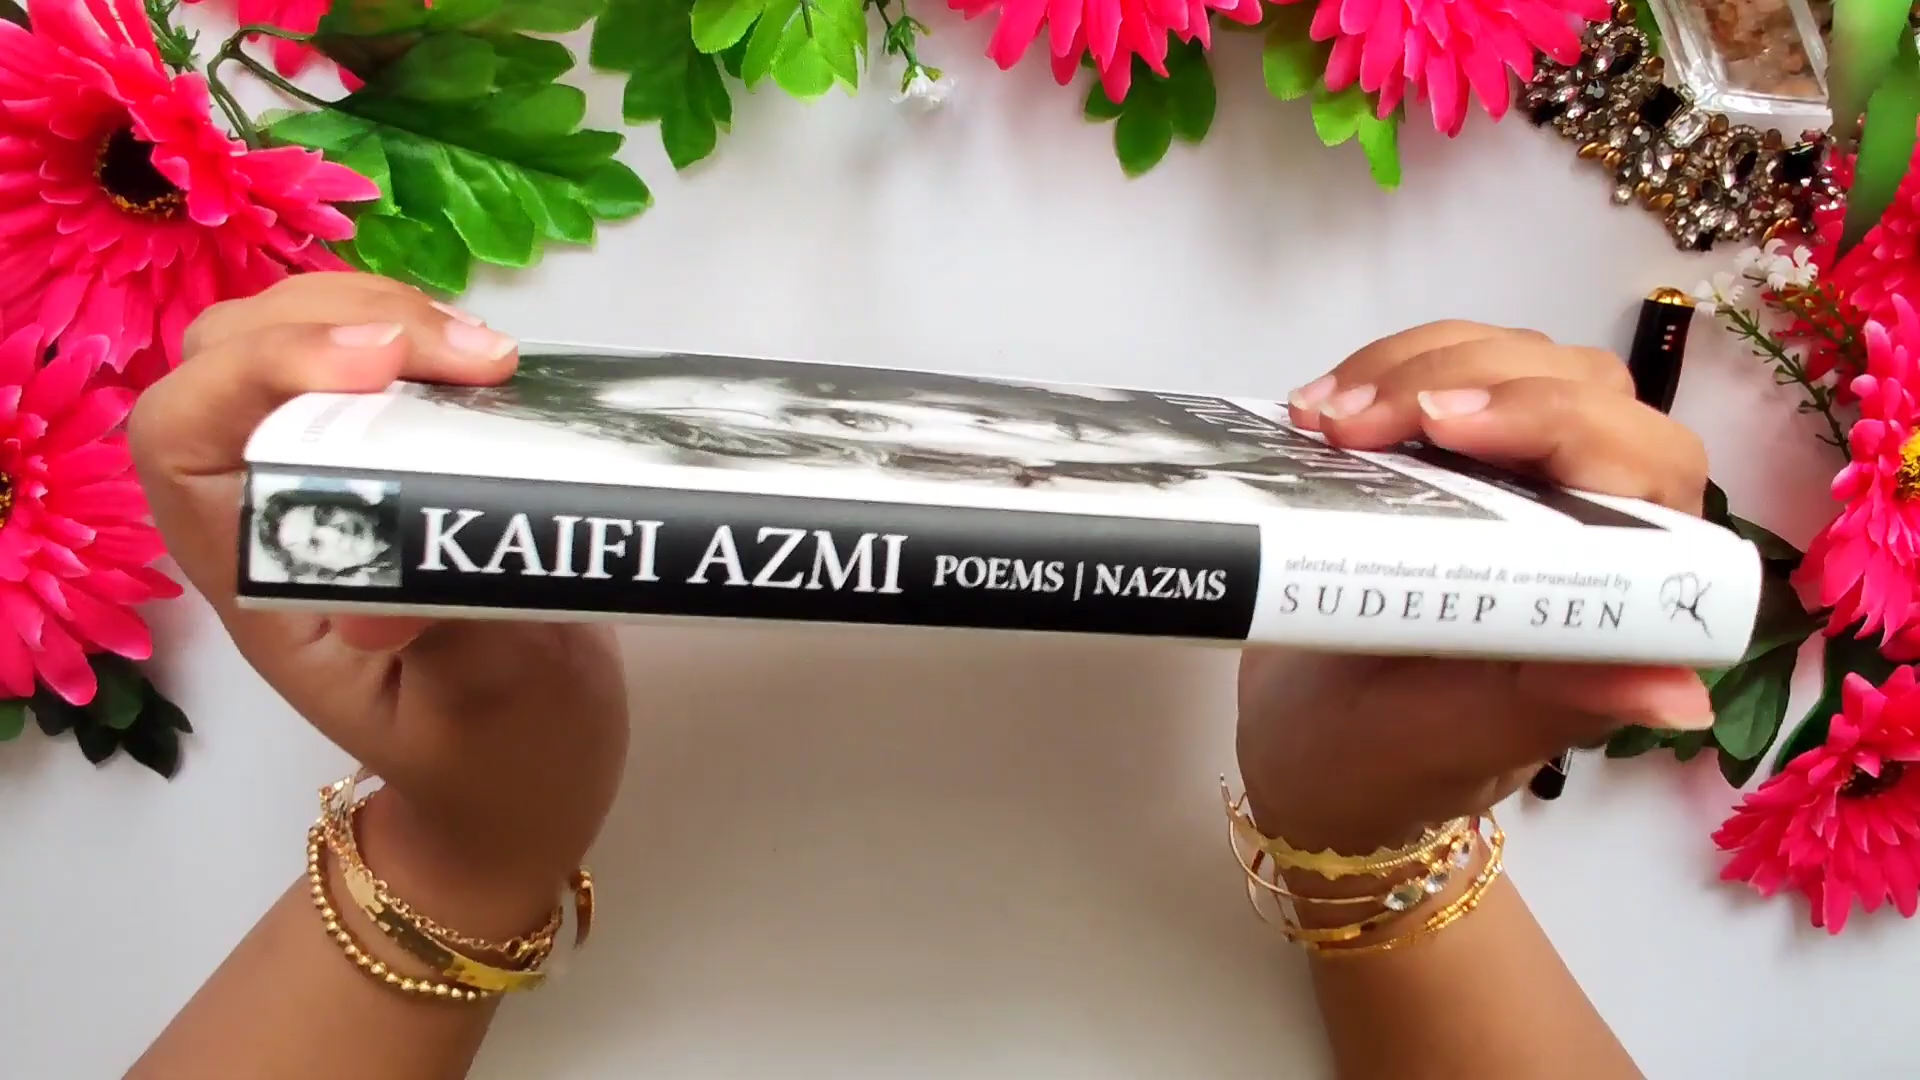 KAIFI AZMI POEMS | NAZMS
selected, introduced, edited & co-translated by
SUDEEP SEN